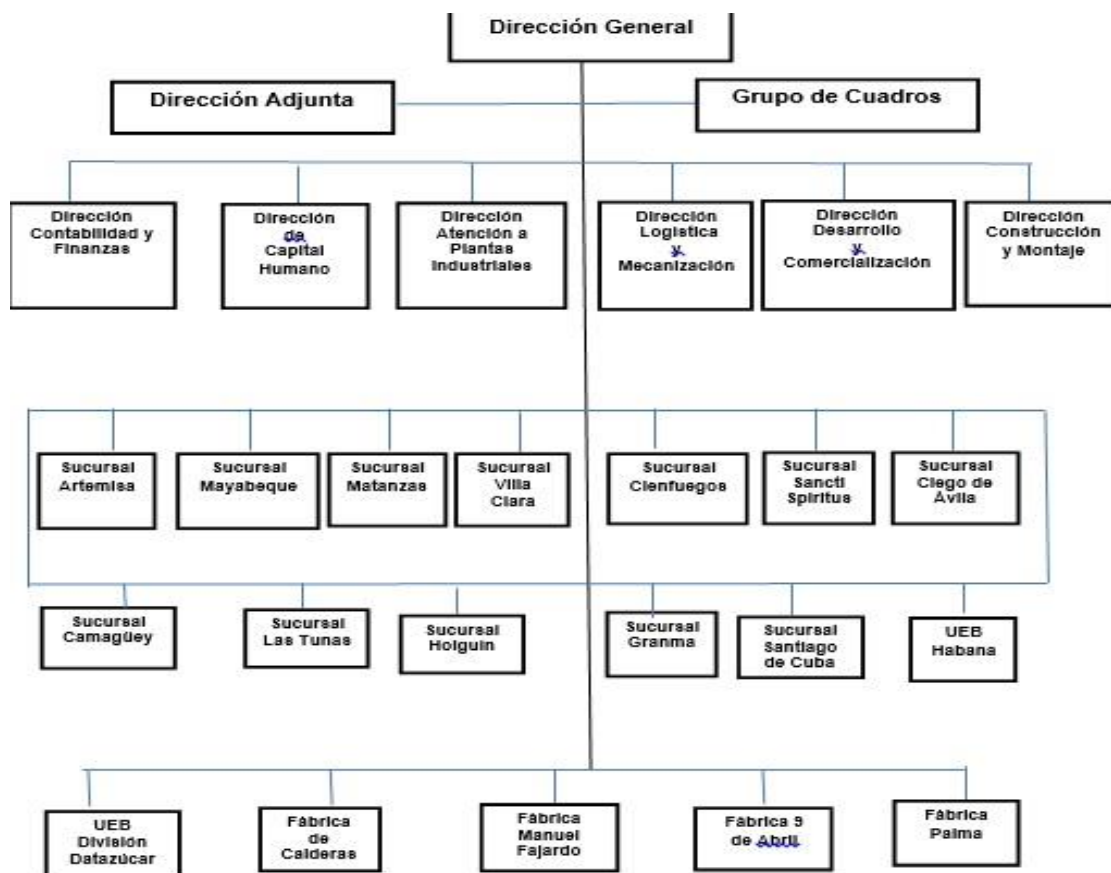 Dirección General
Dirección Adjunta
Grupo de Cuadros
Dirección
Contabilidad y
Finanzas
Dirección
de
Capital
Humano
Dirección
Atención a
Plantas
Industriales
Dirección
Logística
y
Mecanización
Dirección
Desarrollo
y
Comercialización
Dirección
Construcción
y Montaje
Sucursal
Artemisa
Sucursal
Mayabeque
Sucursal
Matanzas
Sucursal
Villa
Clara
Sucursal
Cienfuegos
Sucursal
Sancti
Spiritus
Sucursal
Ciego de
Ávila
Sucursal
Camagüey
Sucursal
Las Tunas
Sucursal
Holguin
Sucursal
Granma
Sucursal
Santiago
de Cuba
UEB
Habana
UEB
División
Datazúcar
Fábrica
de
Calderas
Fábrica
Manuel
Fajardo
Fábrica 9
de Abril
Fábrica
Palma